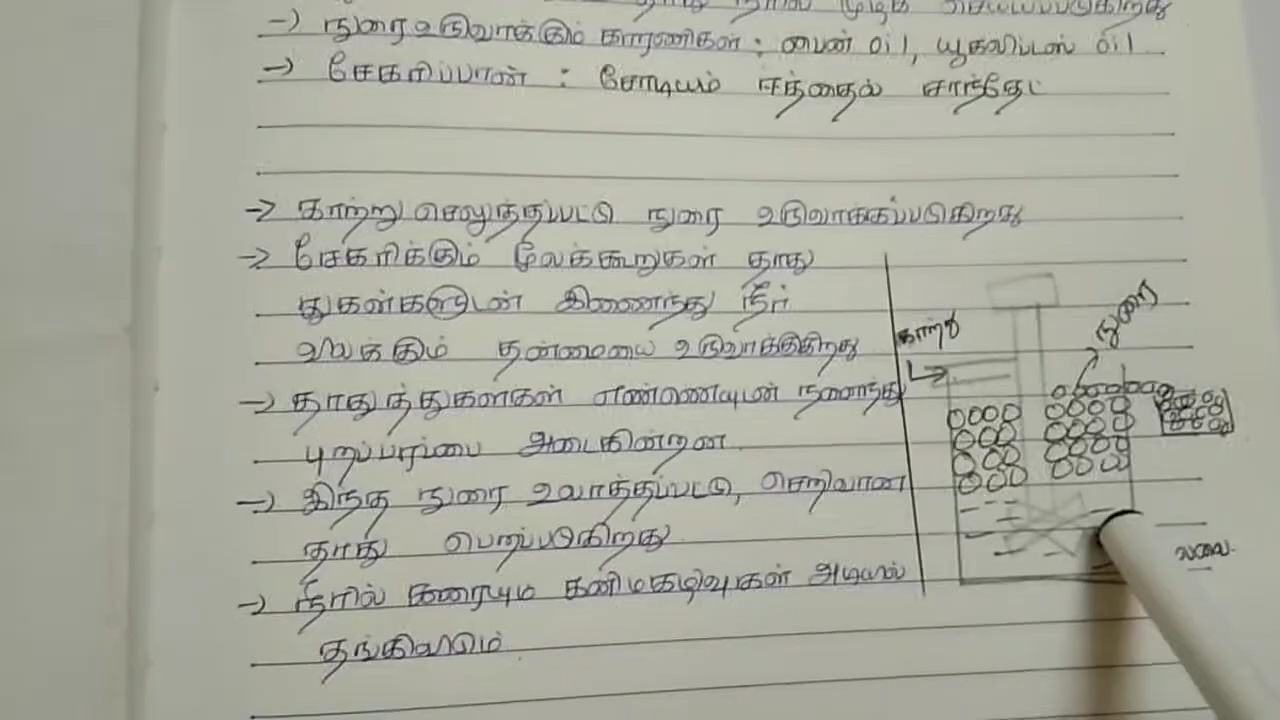 -> நுரை உருவாக்கும் காரணிகள் : பைன் oil, யூகலிப்டஸ் oil
-> சேகரிப்பான் : சோடியம் ஈத்தைல் சாந்தேட்
-> காற்று செலுத்தப்பட்டு நுரை உருவாக்கப்படுகிறது
-> சேகரிக்கும் மூலக்கூறுகள் தாது
துகள்களுடன் இணைந்து நீர்
விலக்கும் தன்மையை உருவாக்குகிறது
-> தாதுத்துகள்கள் எண்ணெயுடன் நனைந்து
புறப்பரப்பை அடைகின்றன
-> இந்த நுரை உலர்த்தப்பட்டு, செறிவான
தாது பெறப்படுகிறது
-> நீரில் கரையும் கனிமகழிவுகள் அடியில்
தங்கிவிடும்
காற்று
நுரை